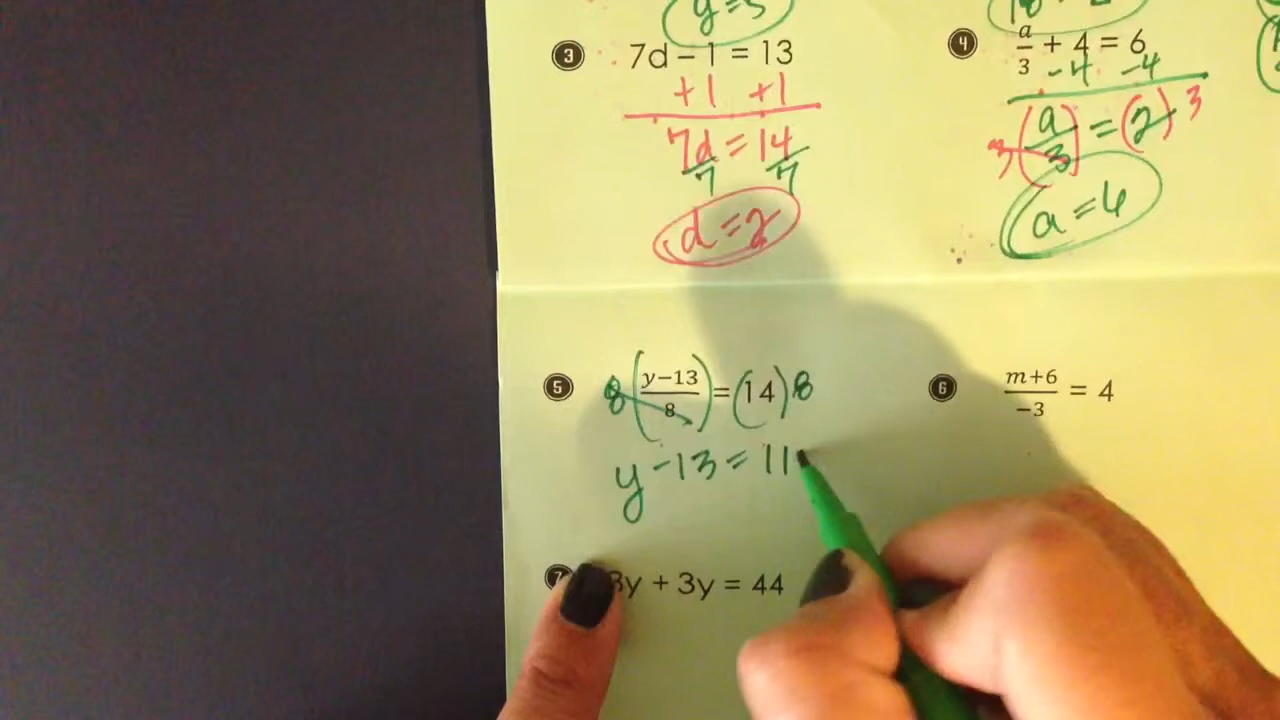 y=5
3 7d − 1 = 13
+1 +1
7d = 14
7 7
d = 2
4 a/3 + 4 = 6
-4 -4
3(a/3) = (2)3
a = 6
5 8((y−13)/8) = (14)8
y - 13 = 11
6 (m+6)/−3 = 4
7 y + 3y = 44